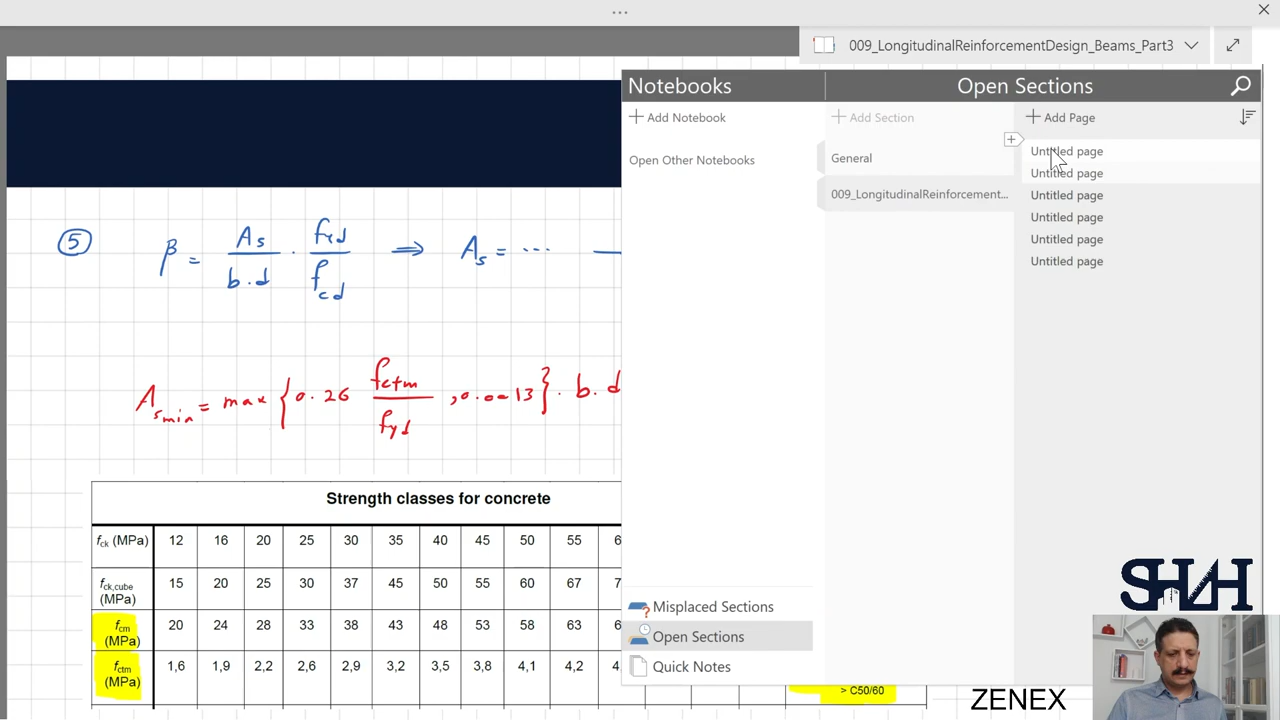 ...
009_LongitudinalReinforcementDesign_Beams_Part3
Notebooks
Open Sections
+ Add Notebook
+ Add Section
+ Add Page
Open Other Notebooks
General
009_LongitudinalReinforcement...
Untitled page
Untitled page
Untitled page
Untitled page
Untitled page
Untitled page
Misplaced Sections
Open Sections
Quick Notes
⑤ β = As / b.d · fyd / fcd ⇒ As = ...
As min = max { 0.26 fctm / fyd , 0.0013 } . b.d
Strength classes for concrete
fck (MPa) 12 16 20 25 30 35 40 45 50 55
fck,cube (MPa) 15 20 25 30 37 45 50 55 60 67
fcm (MPa) 20 24 28 33 38 43 48 53 58 63
fctm (MPa) 1,6 1,9 2,2 2,6 2,9 3,2 3,5 3,8 4,1 4,2
> C50/60
SHZH
ZENEX